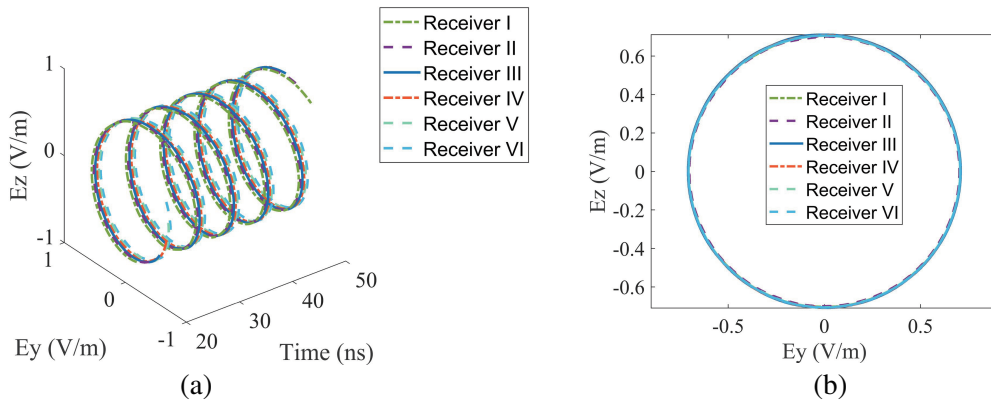 Receiver I
Receiver II
Receiver III
Receiver IV
Receiver V
Receiver VI
1
0
-1
Ez (V/m)
1
0
-1
Ey (V/m)
20
30
40
50
Time (ns)
(a)
0.6
0.4
0.2
0
-0.2
-0.4
-0.6
Ez (V/m)
Receiver I
Receiver II
Receiver III
Receiver IV
Receiver V
Receiver VI
-0.5
0
0.5
Ey (V/m)
(b)